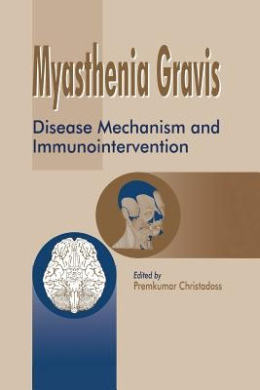 Myasthenia Gravis
Disease Mechanism and
Immunointervention
Edited by
Premkumar Christadoss